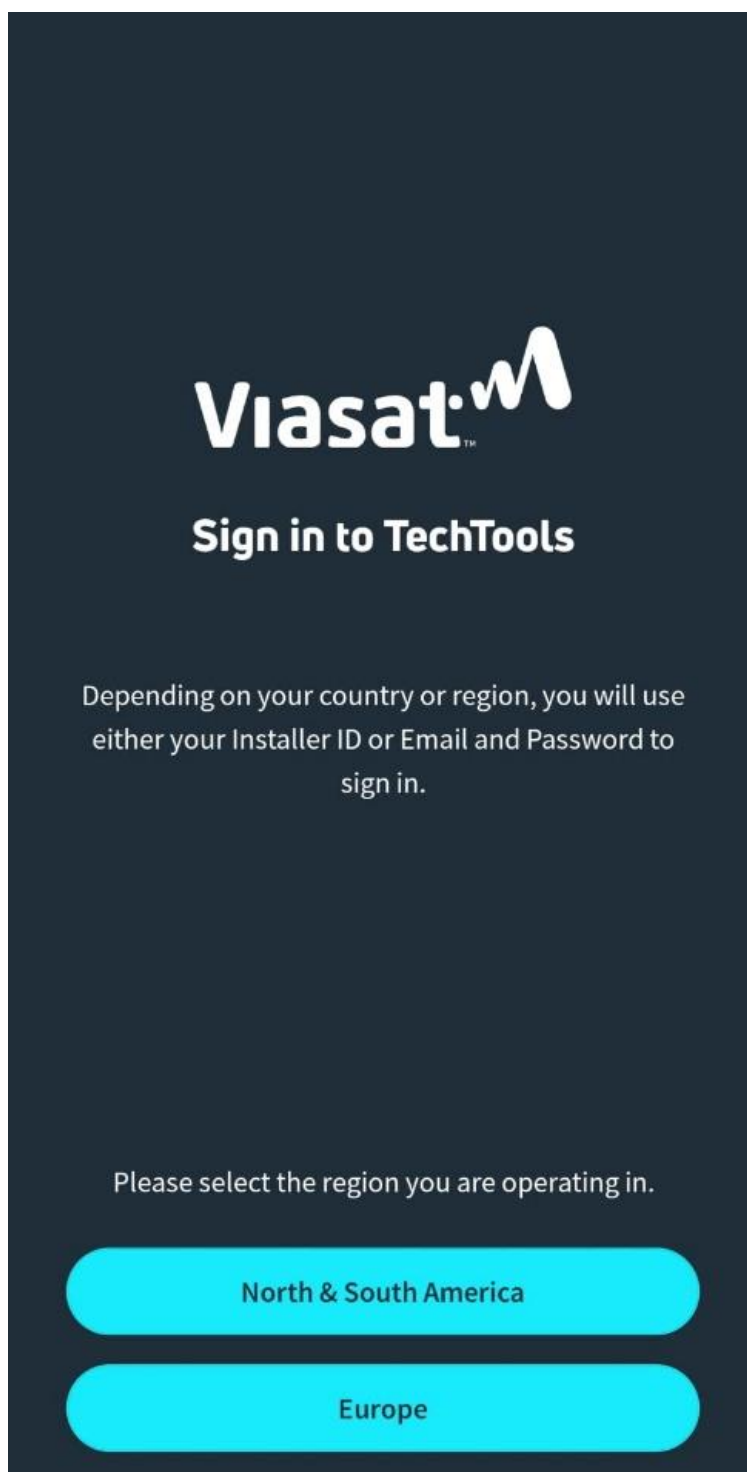 Viasat™
Sign in to TechTools
Depending on your country or region, you will use
either your Installer ID or Email and Password to
sign in.
Please select the region you are operating in.
North & South America
Europe